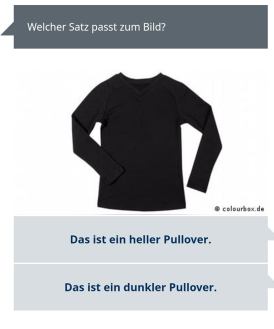 Welcher Satz passt zum Bild?
© colourbox.de
Das ist ein heller Pullover.
Das ist ein dunkler Pullover.